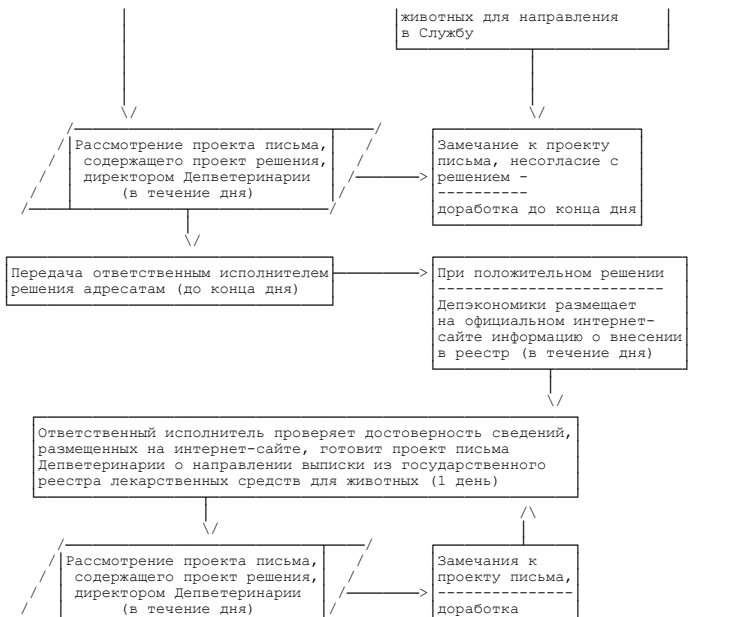 животных для направления
в Службу
Рассмотрение проекта письма,
содержащего проект решения,
директором Депветеринарии
(в течение дня)
Замечание к проекту
письма, несогласие с
решением -
----------
доработка до конца дня
Передача ответственным исполнителем
решения адресатам (до конца дня)
При положительном решении
-------------------------
Депэкономики размещает
на официальном интернет-
сайте информацию о внесении
в реестр (в течение дня)
Ответственный исполнитель проверяет достоверность сведений,
размещенных на интернет-сайте, готовит проект письма
Депветеринарии о направлении выписки из государственного
реестра лекарственных средств для животных (1 день)
Рассмотрение проекта письма,
содержащего проект решения,
директором Депветеринарии
(в течение дня)
Замечания к
проекту письма,
---------------
доработка